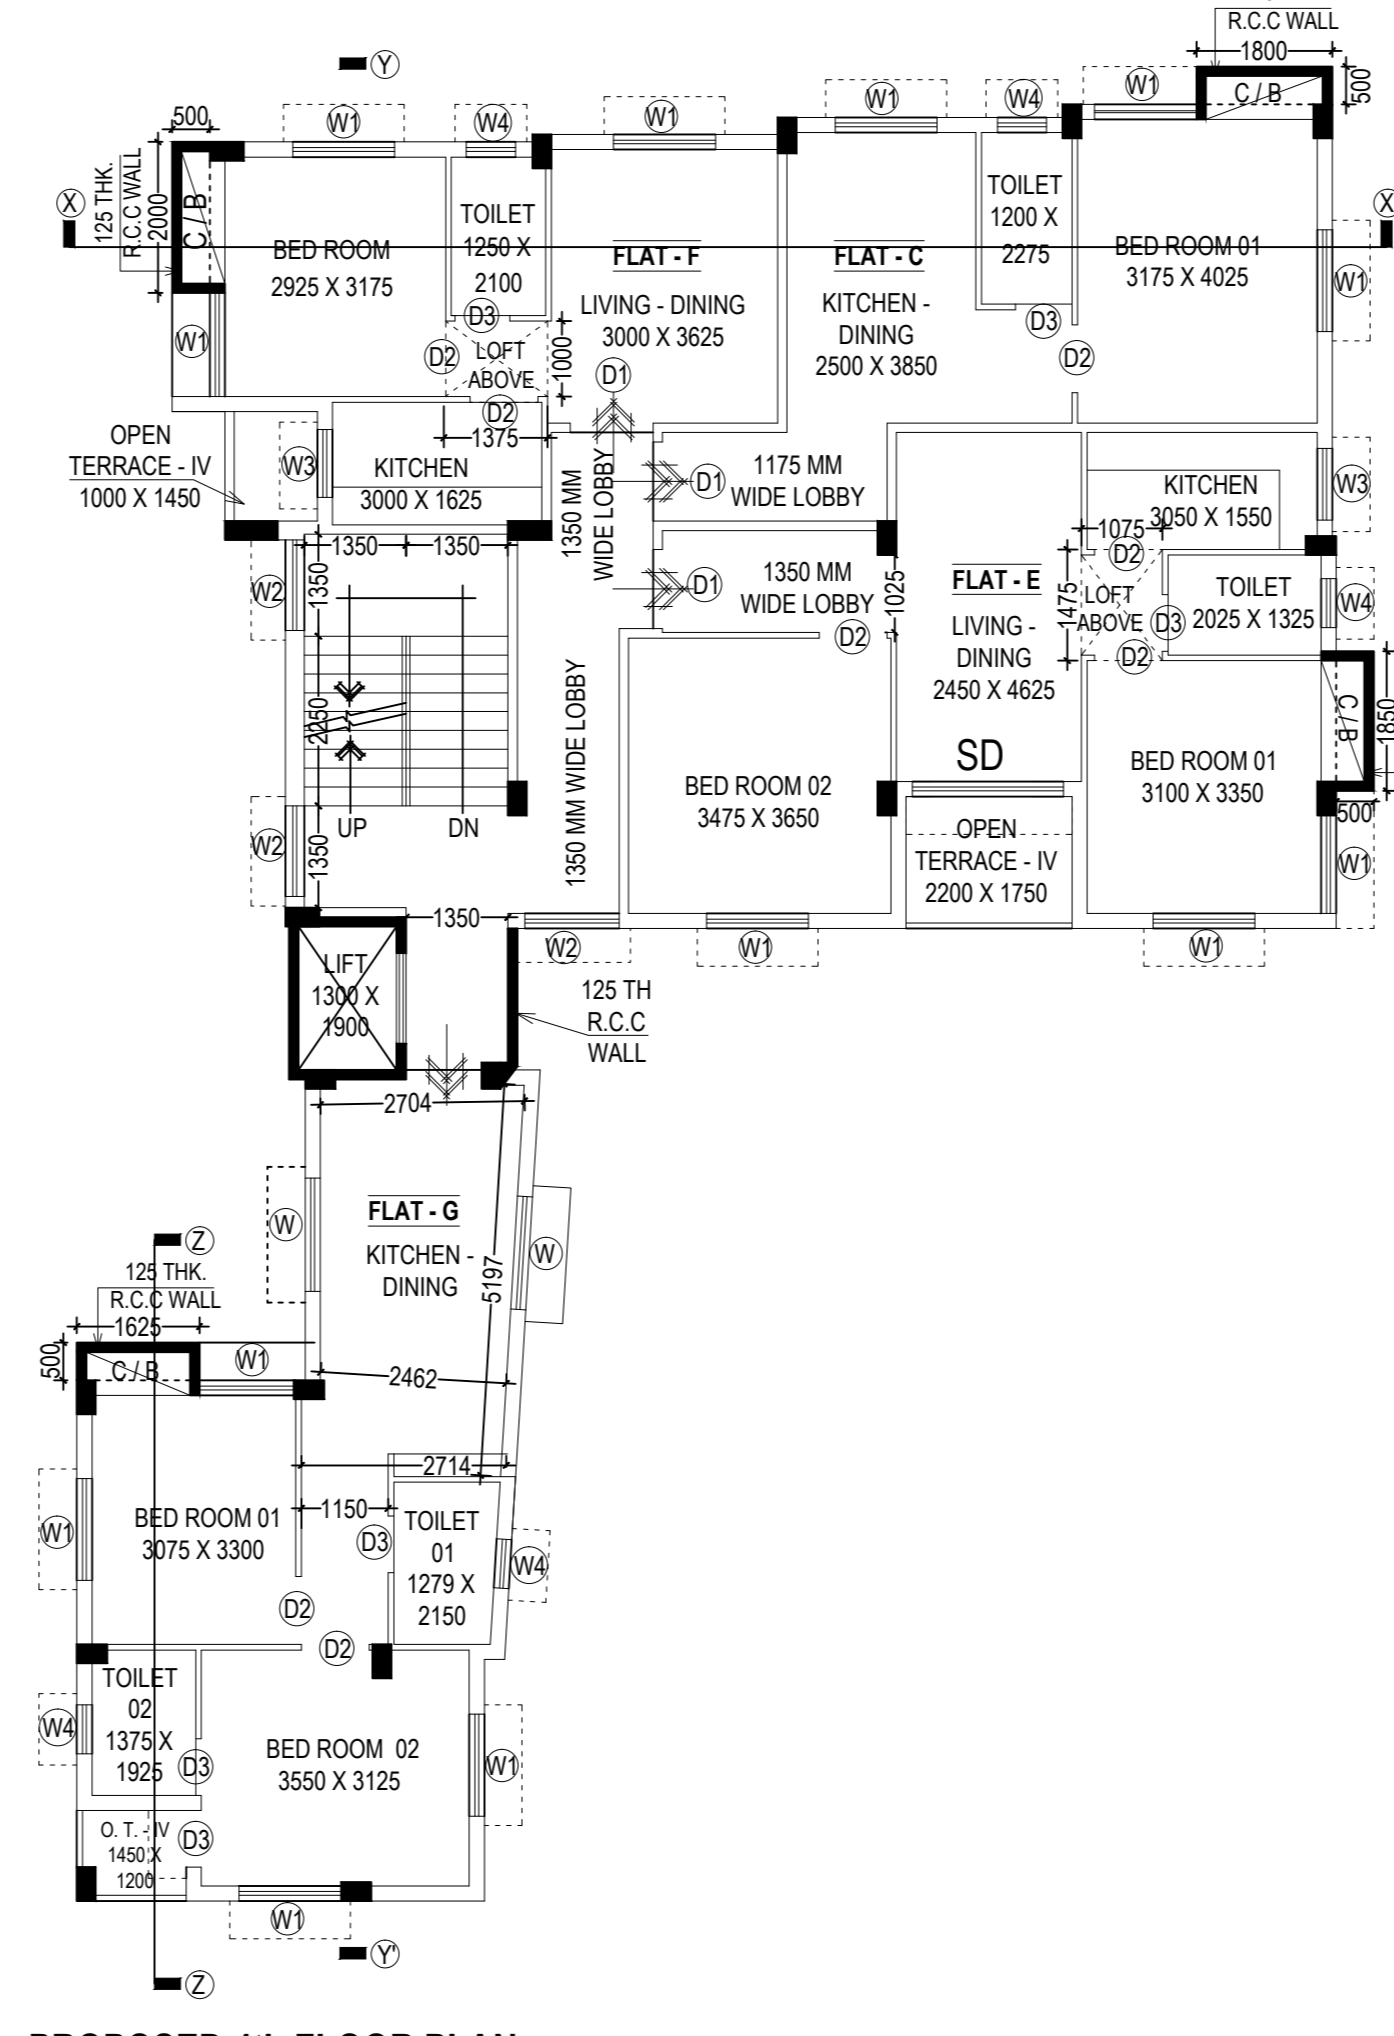 R.C.C WALL
1800
500
C / B
Y
W1
W4
W1
W1
W4
W1
500
125 THK.
R.C.C WALL
2000
C / B
X
X
TOILET
1250 X
2100
BED ROOM
2925 X 3175
FLAT - F
LIVING - DINING
3000 X 3625
FLAT - C
KITCHEN -
DINING
2500 X 3850
TOILET
1200 X
2275
BED ROOM 01
3175 X 4025
W1
W1
D3
D2
LOFT
ABOVE
1000
D1
D3
D2
D2
1375
OPEN
TERRACE - IV
1000 X 1450
W3
KITCHEN
3000 X 1625
1350 MM
WIDE LOBBY
D1
1175 MM
WIDE LOBBY
KITCHEN
3050 X 1550
W3
1350
1350
1350
W2
D1
1350 MM
WIDE LOBBY
1025
D2
FLAT - E
LIVING -
DINING
2450 X 4625
1075
D2
1475
LOFT
ABOVE
D3
D2
TOILET
2025 X 1325
W4
2250
1350 MM WIDE LOBBY
SD
BED ROOM 02
3475 X 3650
BED ROOM 01
3100 X 3350
C / B
1850
500
UP
DN
W2
1350
OPEN
TERRACE - IV
2200 X 1750
W1
1350
W2
W1
W1
LIFT
1300 X
1900
125 TH
R.C.C
WALL
2704
FLAT - G
KITCHEN -
DINING
W
W
5197
Z
125 THK.
R.C.C WALL
1625
500
C / B
W1
2462
2714
1150
BED ROOM 01
3075 X 3300
W1
D3
TOILET
01
1279 X
2150
W4
D2
D2
TOILET
02
1375 X
1925
W4
D3
BED ROOM 02
3550 X 3125
W1
O. T. - IV
1450 X
1200
D3
W1
Y'
Z
PROPOSED 4th FLOOR PLAN